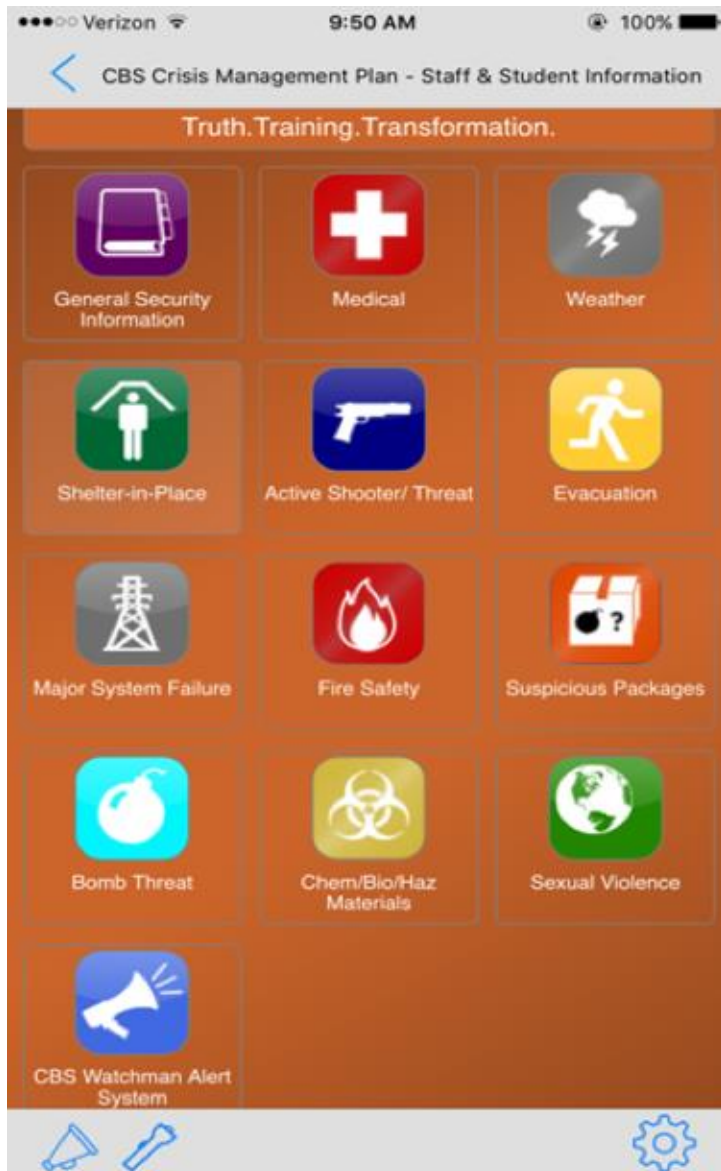 Verizon 9:50 AM 100%
CBS Crisis Management Plan - Staff & Student Information
Truth.Training.Transformation.
General Security
Information
Medical
Weather
Shelter-in-Place
Active Shooter/ Threat
Evacuation
Major System Failure
Fire Safety
?
Suspicious Packages
Bomb Threat
Chem/Bio/Haz
Materials
Sexual Violence
CBS Watchman Alert
System